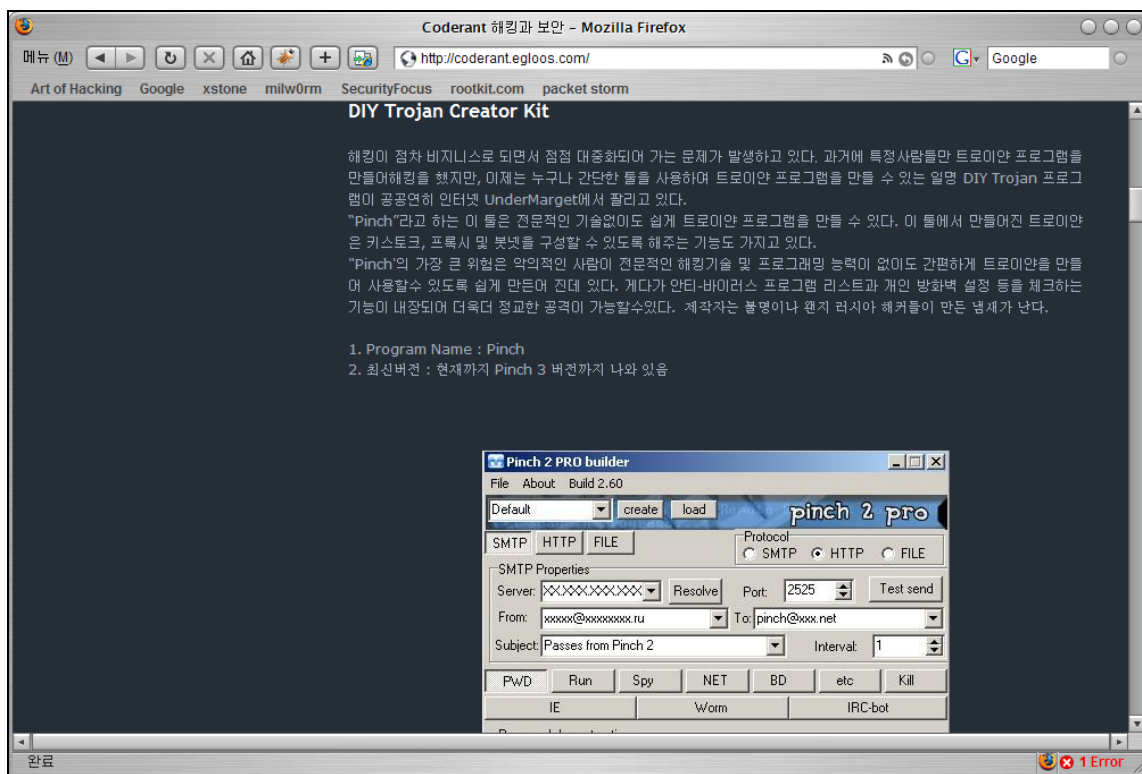 Coderant 해킹과 보안 – Mozilla Firefox
메뉴 (M)
http://coderant.egloos.com/
G
Google
Art of Hacking Google xstone milw0rm SecurityFocus rootkit.com packet storm
DIY Trojan Creator Kit
해킹이 점차 비지니스로 되면서 점점 대중화되어 가는 문제가 발생하고 있다. 과거에 특정사람들만 트로이얀 프로그램을
만들어해킹을 했지만, 이제는 누구나 간단한 툴을 사용하여 트로이얀 프로그램을 만들 수 있는 일명 DIY Trojan 프로그
램이 공공연히 인터넷 UnderMarget에서 팔리고 있다.
"Pinch"라고 하는 이 툴은 전문적인 기술없이도 쉽게 트로이얀 프로그램을 만들 수 있다. 이 툴에서 만들어진 트로이얀
은 키스토크, 프록시 및 봇넷을 구성할 수 있도록 해주는 기능도 가지고 있다.
"Pinch'의 가장 큰 위험은 악의적인 사람이 전문적인 해킹기술 및 프로그래밍 능력이 없이도 간편하게 트로이얀을 만들
어 사용할수 있도록 쉽게 만든어 진데 있다. 게다가 안티-바이러스 프로그램 리스트과 개인 방화벽 설정 등을 체크하는
기능이 내장되어 더욱더 정교한 공격이 가능할수있다. 제작자는 불명이나 왠지 러시아 해커들이 만든 냄새가 난다.
1. Program Name : Pinch
2. 최신버전 : 현재까지 Pinch 3 버전까지 나와 있음
Pinch 2 PRO builder
File About Build 2.60
Default create load pinch 2 pro
SMTP HTTP FILE
Protocol
SMTP HTTP FILE
SMTP Properties
Server: XX.XXX.XXX.XXX Resolve Port: 2525 Test send
From: xxxxx@xxxxxxxx.ru To: pinch@xxx.net
Subject: Passes from Pinch 2 Interval: 1
PWD Run Spy NET BD etc Kill
IE Worm IRC-bot
완료
1 Error